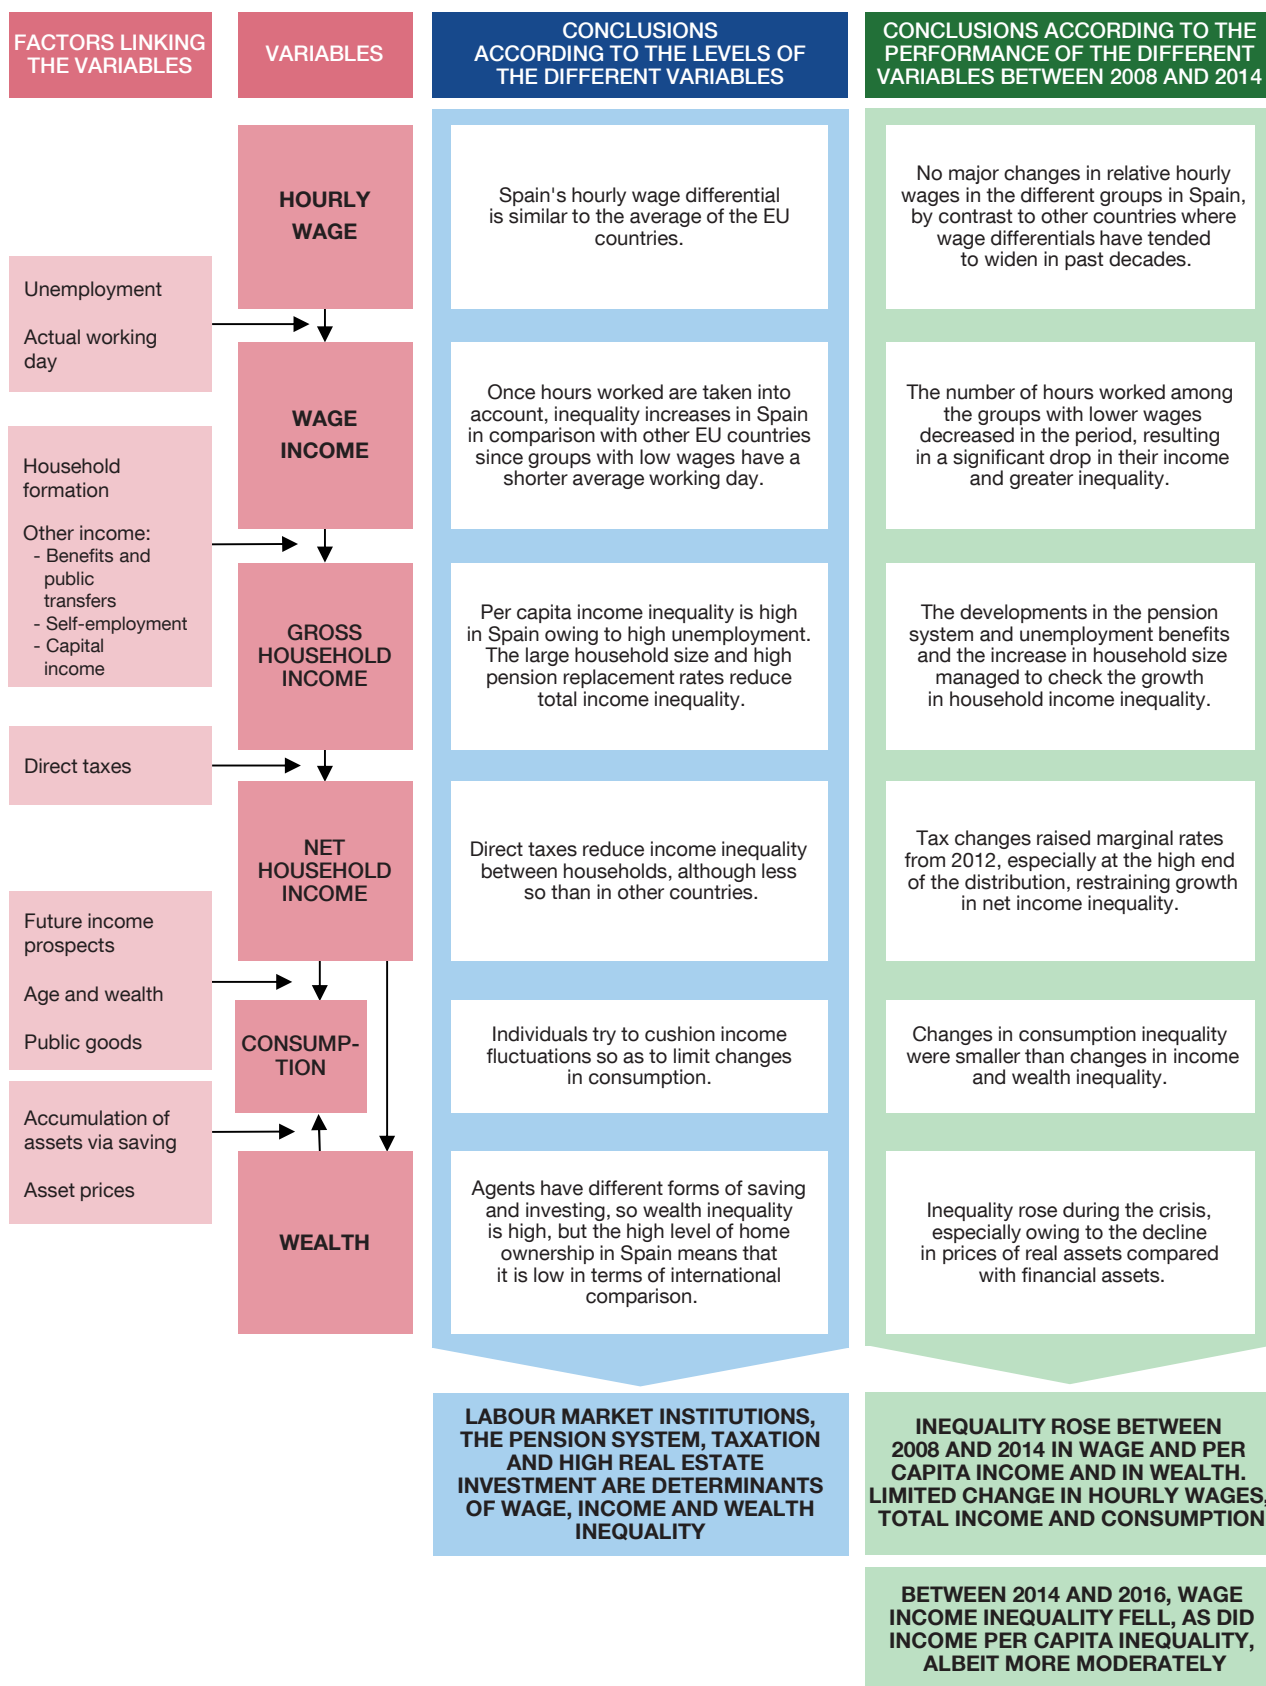 FACTORS LINKING
THE VARIABLES
VARIABLES
CONCLUSIONS
ACCORDING TO THE LEVELS OF
THE DIFFERENT VARIABLES
CONCLUSIONS ACCORDING TO THE
PERFORMANCE OF THE DIFFERENT
VARIABLES BETWEEN 2008 AND 2014
HOURLY
WAGE
Spain's hourly wage differential
is similar to the average of the EU
countries.
No major changes in relative hourly
wages in the different groups in Spain,
by contrast to other countries where
wage differentials have tended
to widen in past decades.
Unemployment
Actual working
day
WAGE
INCOME
Once hours worked are taken into
account, inequality increases in Spain
in comparison with other EU countries
since groups with low wages have a
shorter average working day.
The number of hours worked among
the groups with lower wages
decreased in the period, resulting
in a significant drop in their income
and greater inequality.
Household
formation
Other income:
- Benefits and
public
transfers
- Self-employment
- Capital
income
GROSS
HOUSEHOLD
INCOME
Per capita income inequality is high
in Spain owing to high unemployment.
The large household size and high
pension replacement rates reduce
total income inequality.
The developments in the pension
system and unemployment benefits
and the increase in household size
managed to check the growth
in household income inequality.
Direct taxes
NET
HOUSEHOLD
INCOME
Direct taxes reduce income inequality
between households, although less
so than in other countries.
Tax changes raised marginal rates
from 2012, especially at the high end
of the distribution, restraining growth
in net income inequality.
Future income
prospects
Age and wealth
Public goods
CONSUMP-
TION
Individuals try to cushion income
fluctuations so as to limit changes
in consumption.
Changes in consumption inequality
were smaller than changes in income
and wealth inequality.
Accumulation of
assets via saving
Asset prices
WEALTH
Agents have different forms of saving
and investing, so wealth inequality
is high, but the high level of home
ownership in Spain means that
it is low in terms of international
comparison.
Inequality rose during the crisis,
especially owing to the decline
in prices of real assets compared
with financial assets.
LABOUR MARKET INSTITUTIONS,
THE PENSION SYSTEM, TAXATION
AND HIGH REAL ESTATE
INVESTMENT ARE DETERMINANTS
OF WAGE, INCOME AND WEALTH
INEQUALITY
INEQUALITY ROSE BETWEEN
2008 AND 2014 IN WAGE AND PER
CAPITA INCOME AND IN WEALTH.
LIMITED CHANGE IN HOURLY WAGES,
TOTAL INCOME AND CONSUMPTION
BETWEEN 2014 AND 2016, WAGE
INCOME INEQUALITY FELL, AS DID
INCOME PER CAPITA INEQUALITY,
ALBEIT MORE MODERATELY